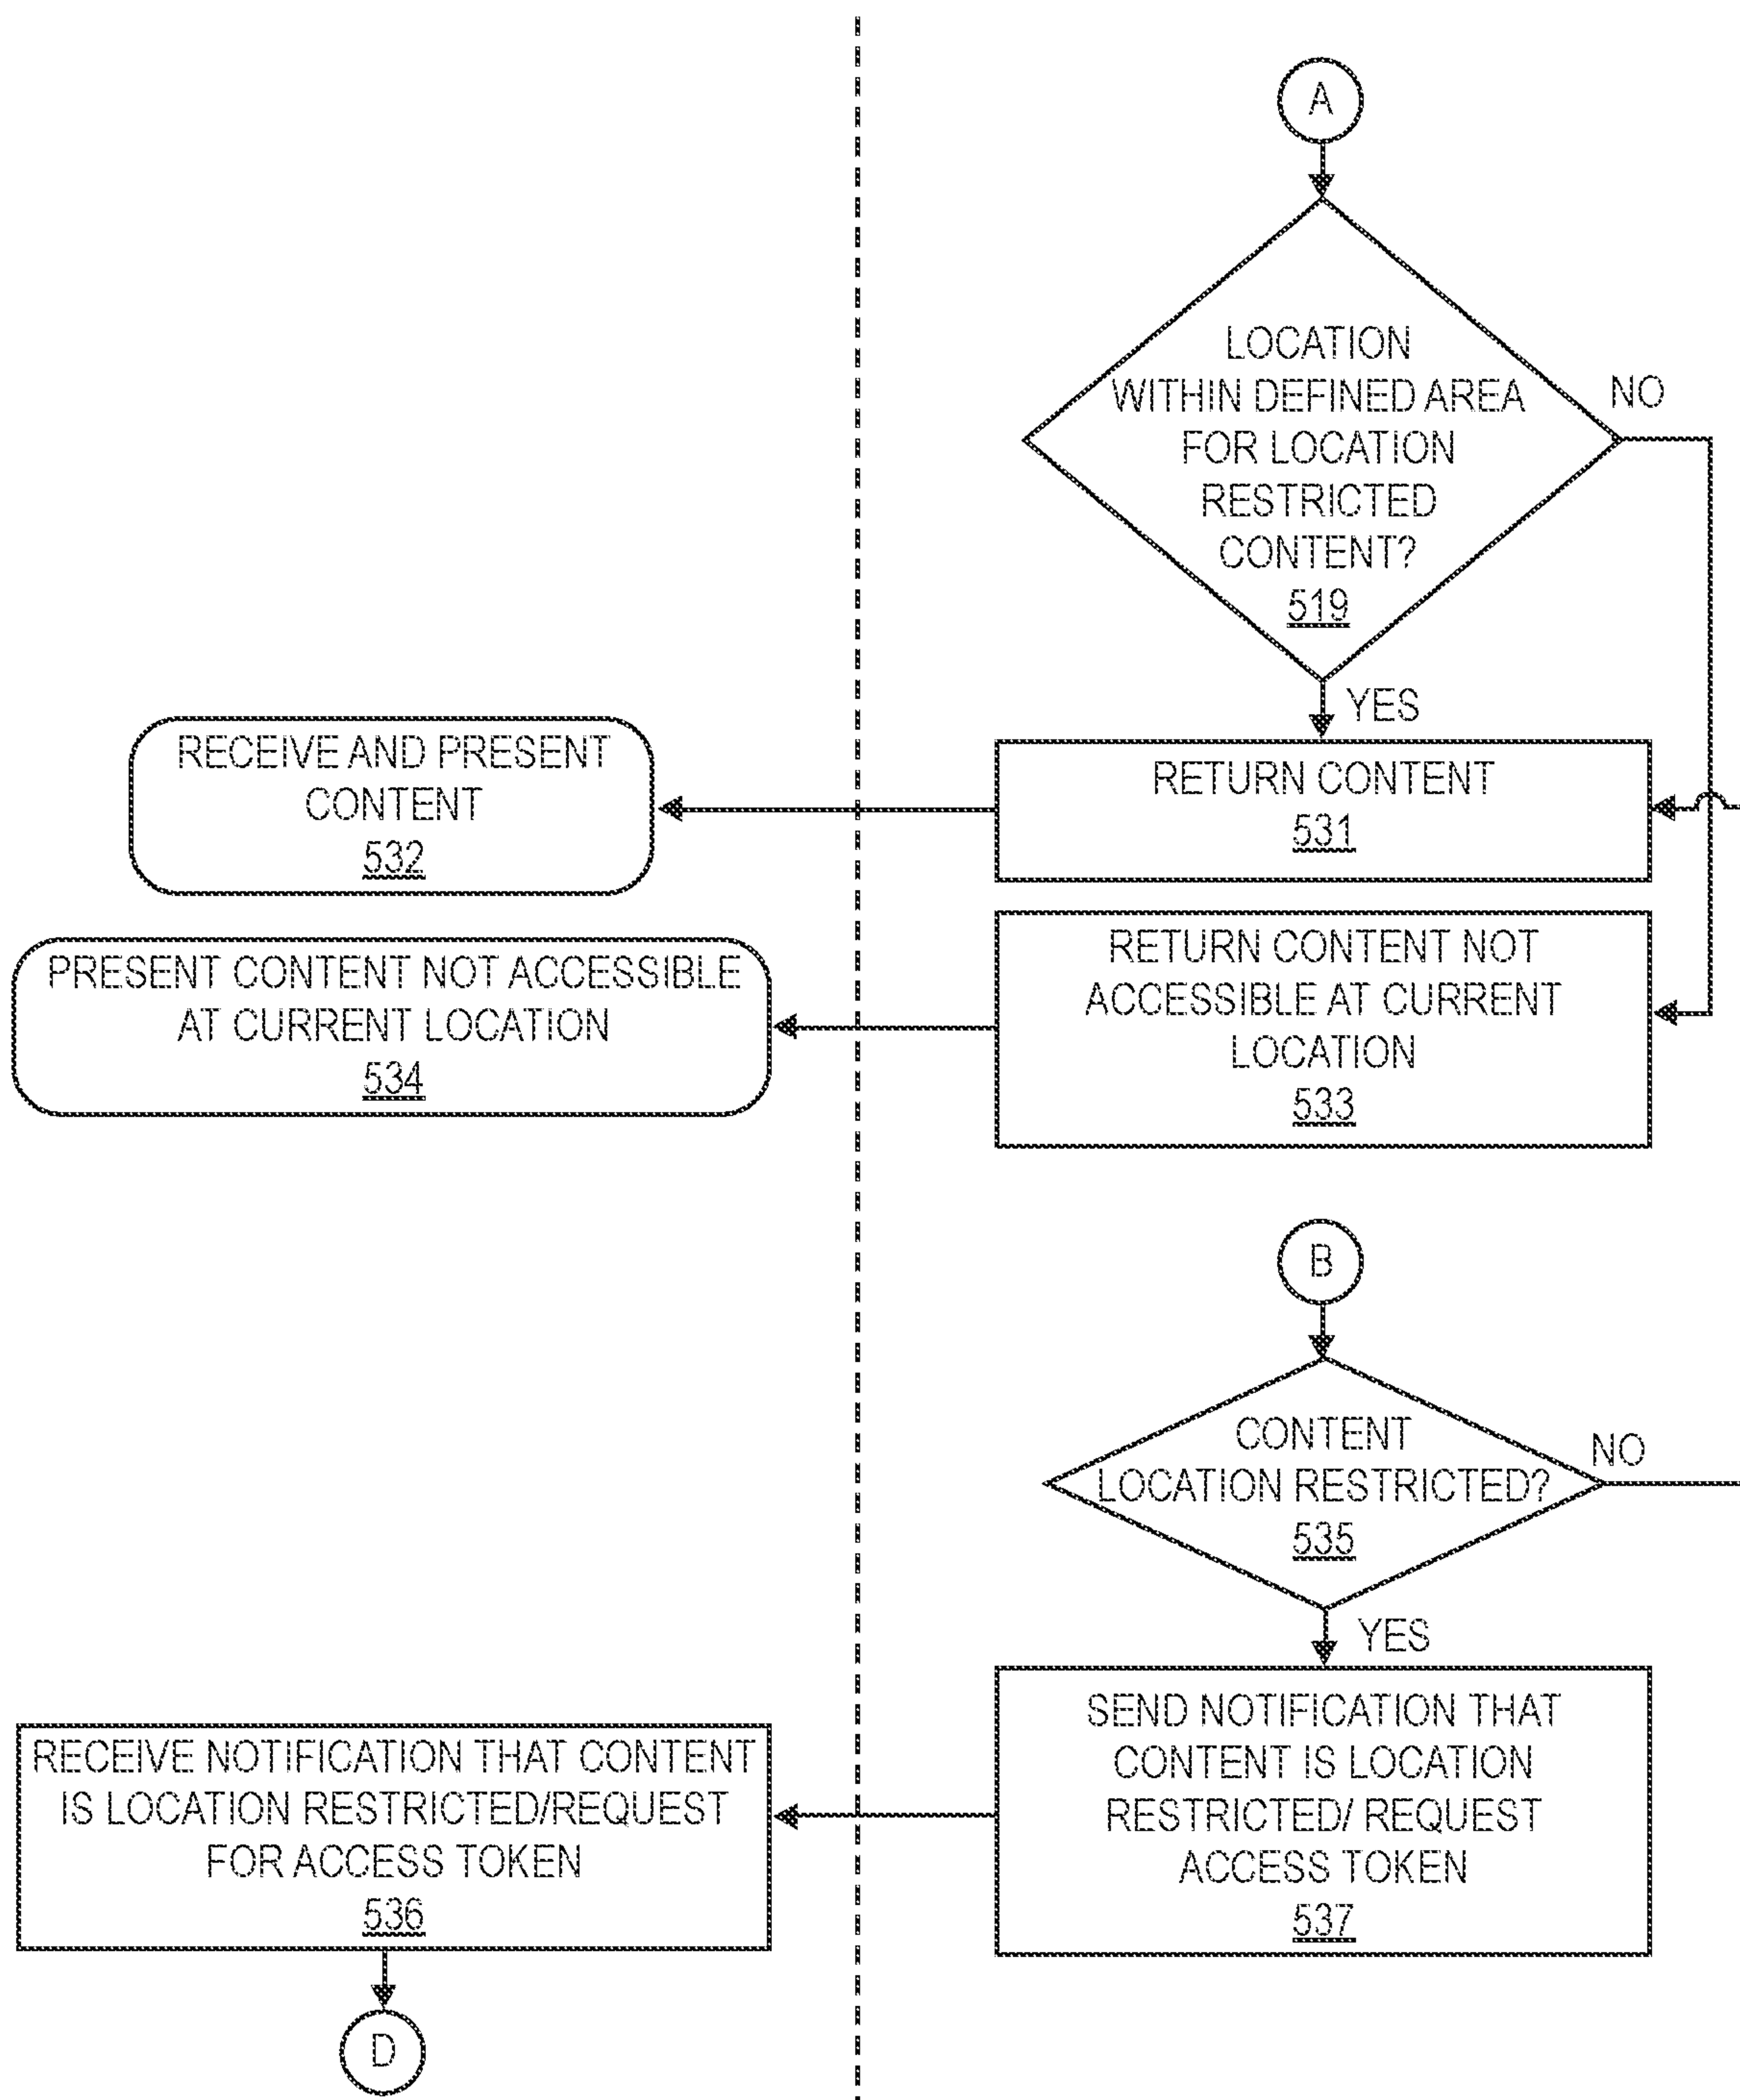 A
LOCATION
WITHIN DEFINED AREA
FOR LOCATION
RESTRICTED
CONTENT?
519
NO
YES
RECEIVE AND PRESENT
CONTENT
532
RETURN CONTENT
531
PRESENT CONTENT NOT ACCESSIBLE
AT CURRENT LOCATION
534
RETURN CONTENT NOT
ACCESSIBLE AT CURRENT
LOCATION
533
B
CONTENT
LOCATION RESTRICTED?
535
NO
YES
RECEIVE NOTIFICATION THAT CONTENT
IS LOCATION RESTRICTED/REQUEST
FOR ACCESS TOKEN
536
SEND NOTIFICATION THAT
CONTENT IS LOCATION
RESTRICTED/ REQUEST
ACCESS TOKEN
537
D